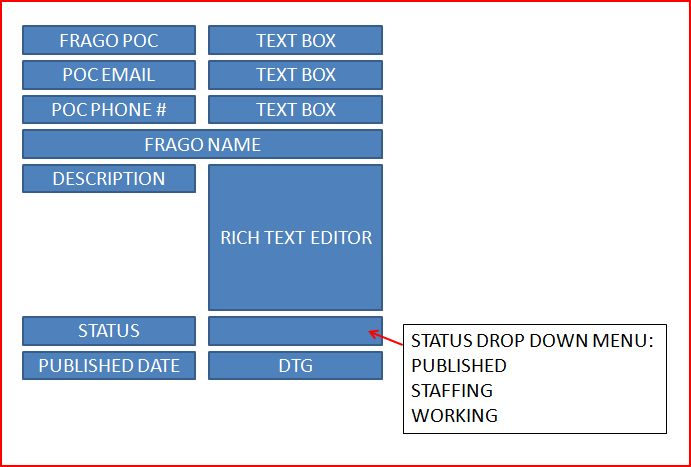 FRAGO POC
TEXT BOX
POC EMAIL
TEXT BOX
POC PHONE #
TEXT BOX
FRAGO NAME
DESCRIPTION
RICH TEXT EDITOR
STATUS
STATUS DROP DOWN MENU:
PUBLISHED
STAFFING
WORKING
PUBLISHED DATE
DTG